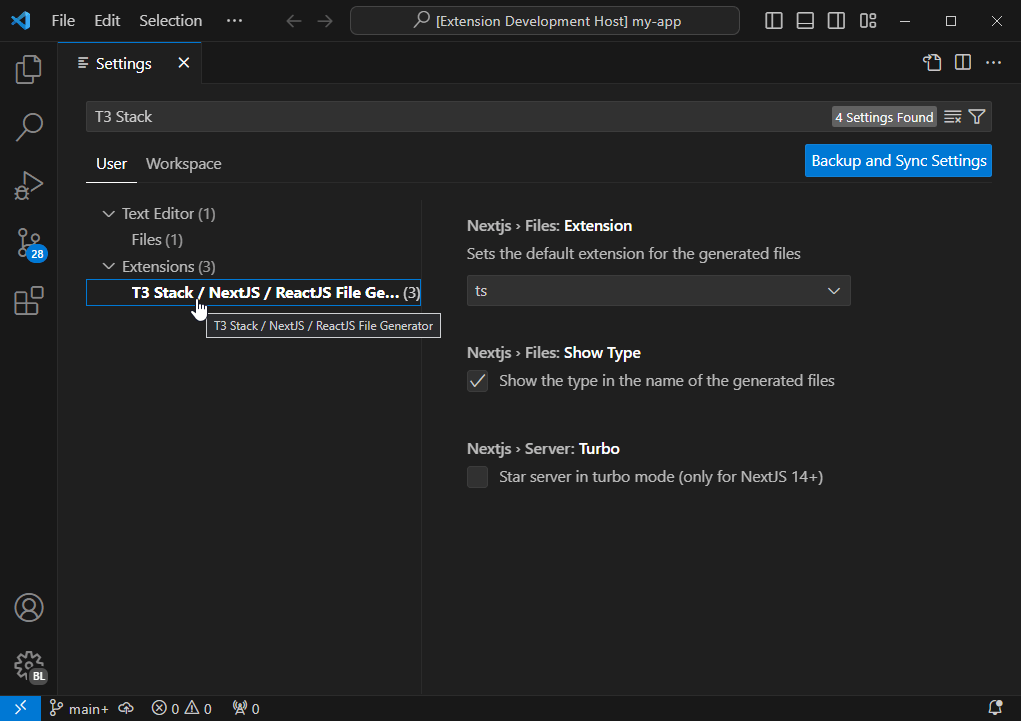 File Edit Selection ··· [Extension Development Host] my-app
Settings
T3 Stack 4 Settings Found
User Workspace Backup and Sync Settings
Text Editor (1)
Files (1)
Extensions (3)
T3 Stack / NextJS / ReactJS File Ge... (3)
T3 Stack / NextJS / ReactJS File Generator
Nextjs › Files: Extension
Sets the default extension for the generated files
ts
Nextjs › Files: Show Type
Show the type in the name of the generated files
Nextjs › Server: Turbo
Star server in turbo mode (only for NextJS 14+)
28
BL
main+ 0 0 0